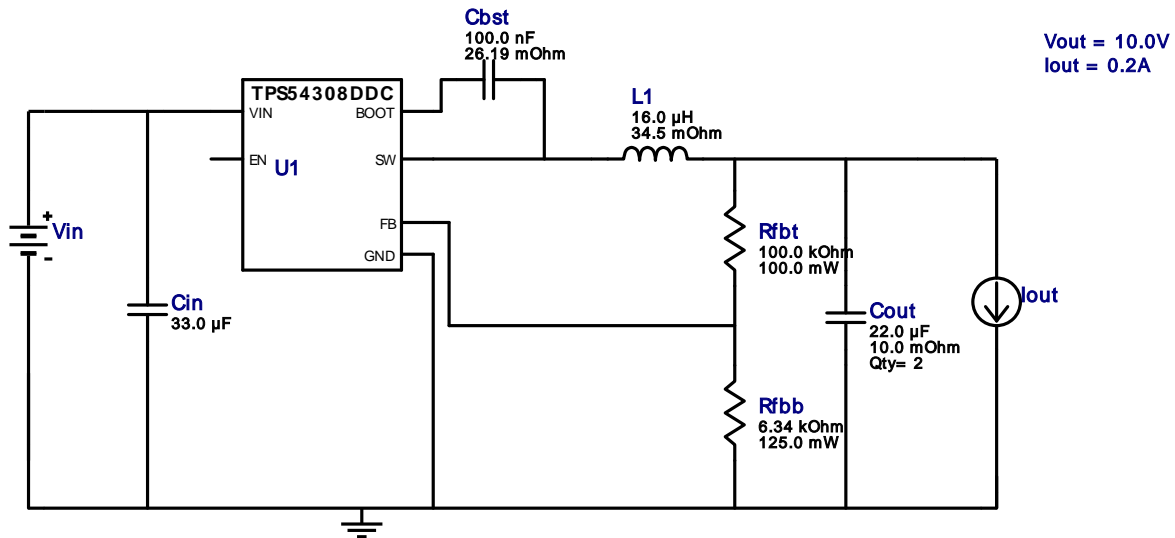 Cbst
100.0 nF
26.19 mOhm
Vout = 10.0V
Iout = 0.2A
TPS54308DDC
VIN
BOOT
EN
U1
SW
FB
GND
L1
16.0 µH
34.5 mOhm
+
Vin
-
Cin
33.0 µF
Rfbt
100.0 kOhm
100.0 mW
Cout
22.0 µF
10.0 mOhm
Qty= 2
Iout
Rfbb
6.34 kOhm
125.0 mW